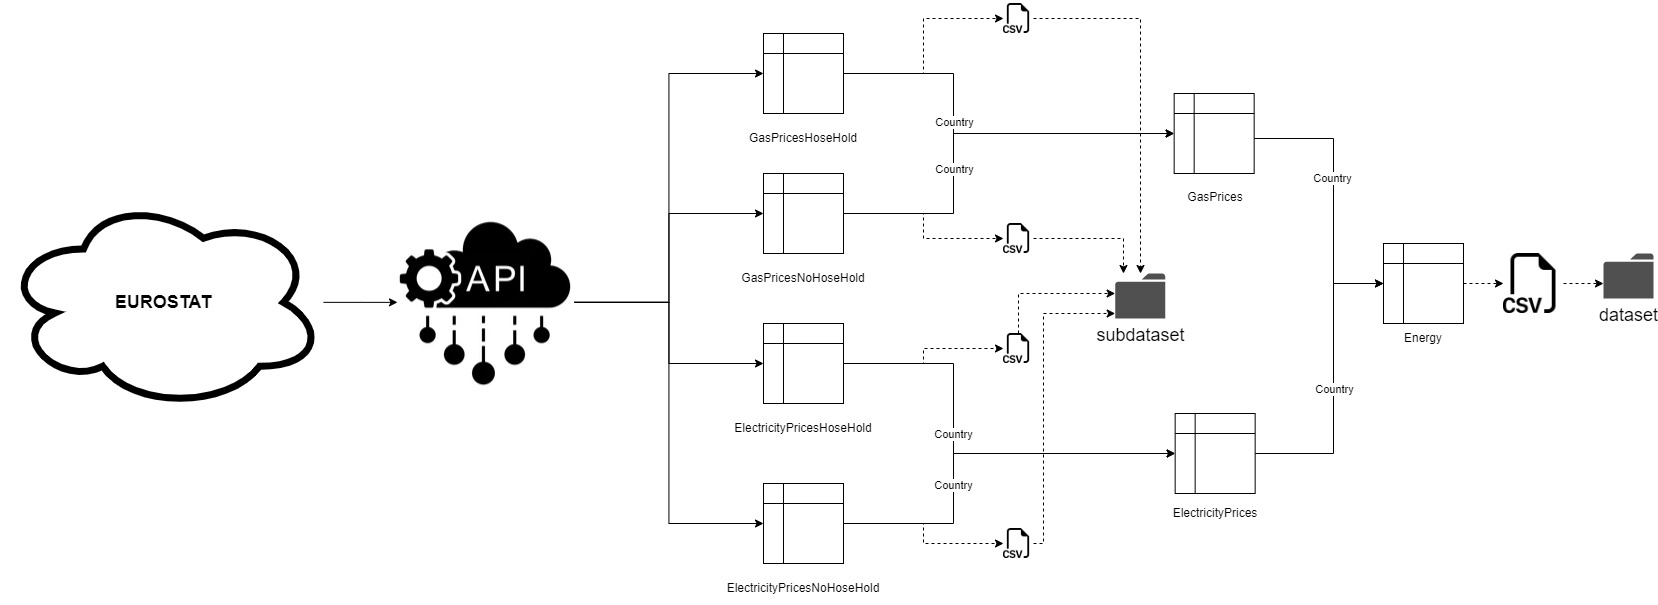 EUROSTAT
API
GasPricesHoseHold
GasPricesNoHoseHold
ElectricityPricesHoseHold
ElectricityPricesNoHoseHold
Country
Country
Country
Country
CSV
CSV
CSV
CSV
subdataset
GasPrices
ElectricityPrices
Country
Country
Energy
CSV
dataset